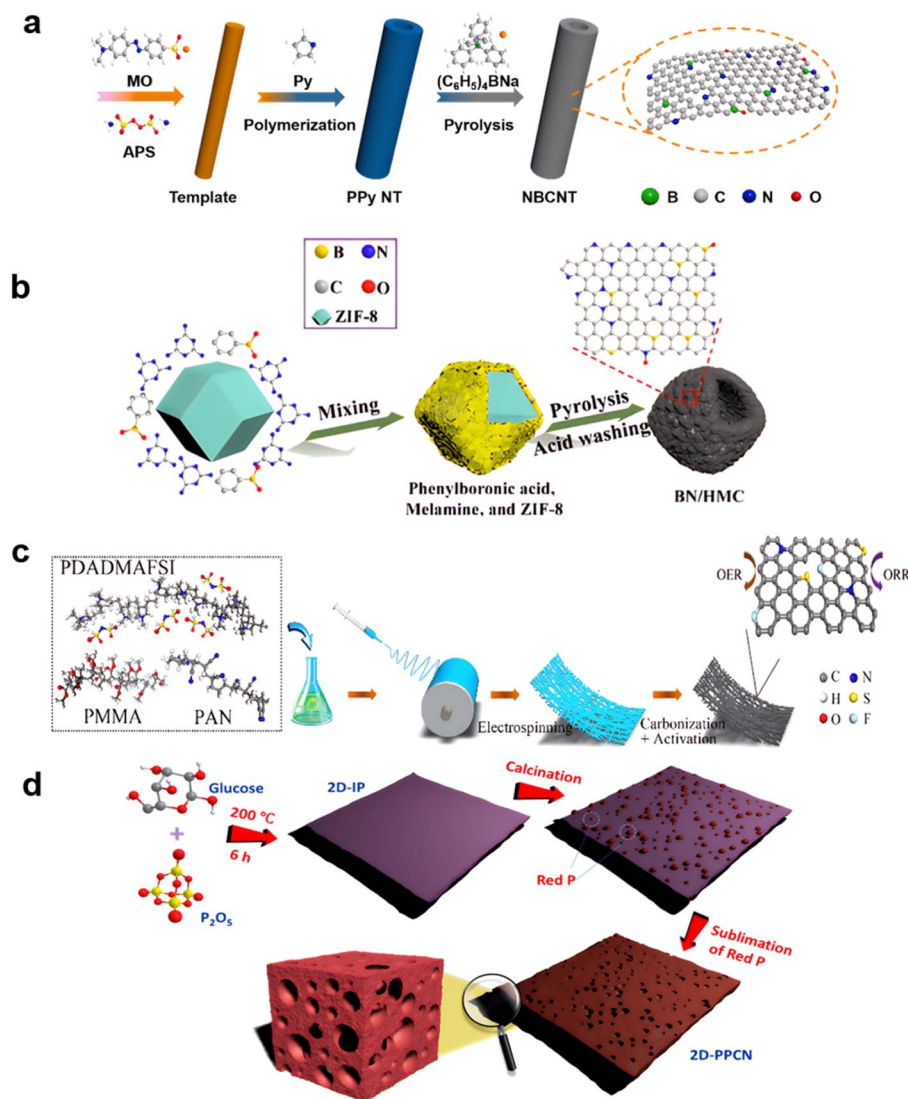 a
MO
APS
Template
Py
Polymerization
PPy NT
(C₆H₅)₄BNa
Pyrolysis
NBCNT
B C N O
b
B N
C O
ZIF-8
Mixing
Phenylboronic acid,
Melamine, and ZIF-8
Pyrolysis
Acid washing
BN/HMC
c
PDADMAFSI
PMMA PAN
Electrospinning
Carbonization
+ Activation
OER ORR
C N
H S
O F
d
Glucose
+
P₂O₅
200 ℃
6 h
2D-IP
Calcination
Red P
Sublimation
of Red P
2D-PPCN